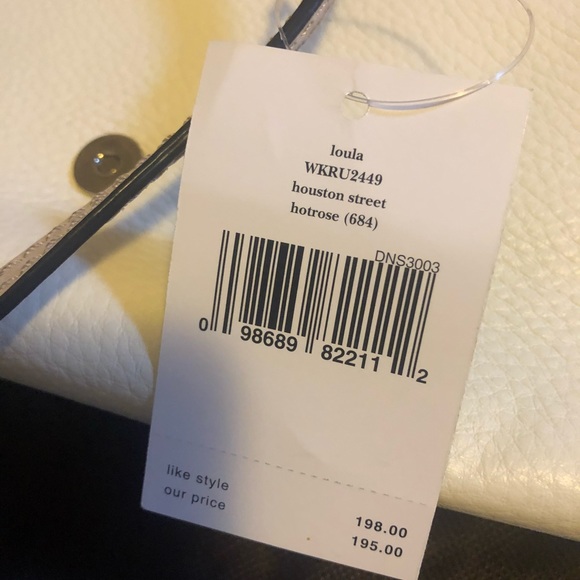 loula
WKRU2449
houston street
hotrose (684)
DNS3003
0 98689 82211 2
like style 198.00
our price 195.00